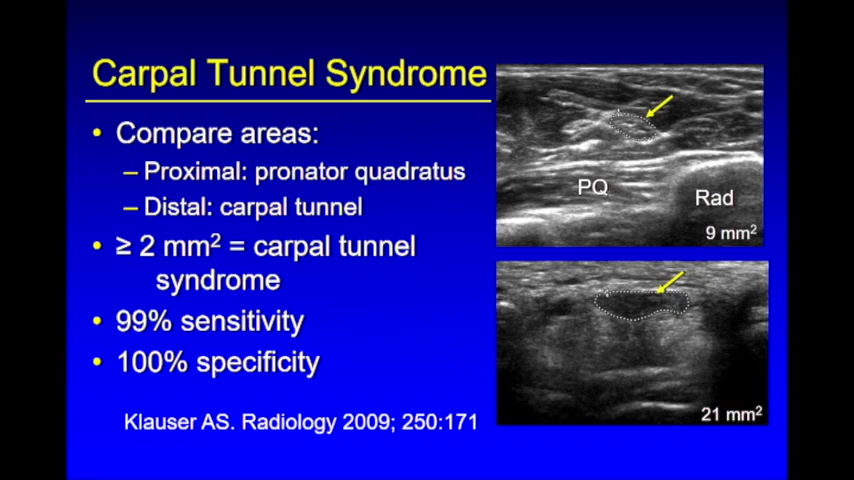 Carpal Tunnel Syndrome
• Compare areas:
– Proximal: pronator quadratus
– Distal: carpal tunnel
• ≥ 2 mm² = carpal tunnel
syndrome
• 99% sensitivity
• 100% specificity
Klauser AS. Radiology 2009; 250:171
PQ
Rad
9 mm²
21 mm²